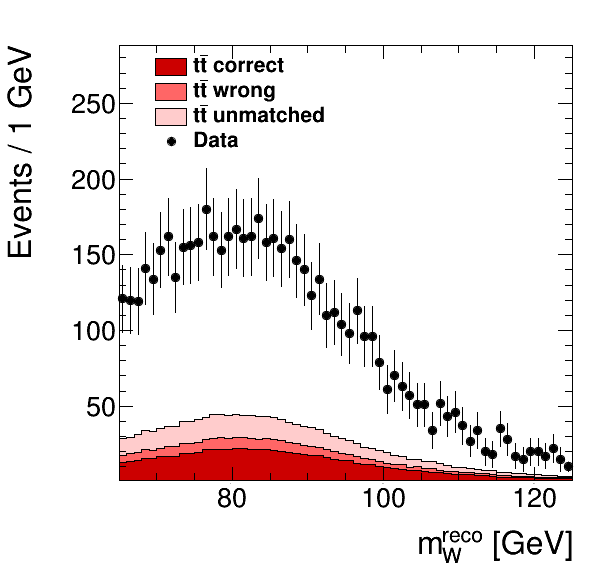 Events / 1 GeV
tt̄ correct
tt̄ wrong
tt̄ unmatched
Data
250
200
150
100
50
80 100 120
m_W^reco [GeV]